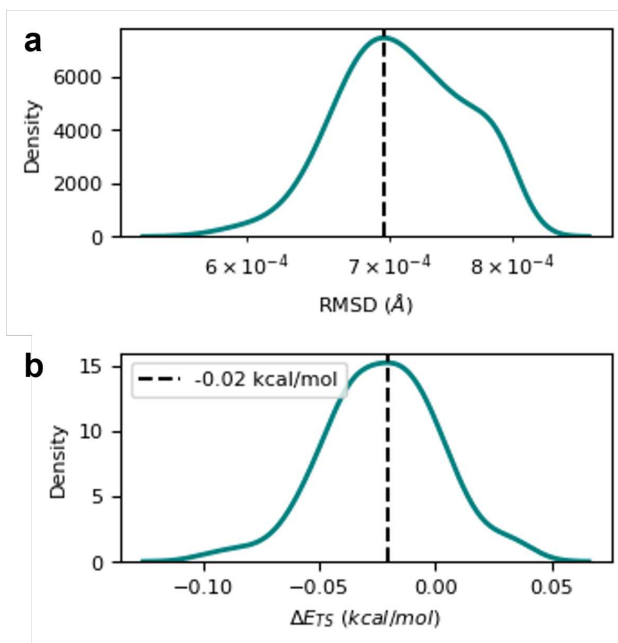 a
Density
6000
4000
2000
0
6 × 10⁻⁴
7 × 10⁻⁴
8 × 10⁻⁴
RMSD (Å)
b
-0.02 kcal/mol
Density
15
10
5
0
−0.10
−0.05
0.00
0.05
ΔE_TS (kcal/mol)